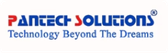 PANTECH SOLUTIONS®
Technology Beyond The Dreams